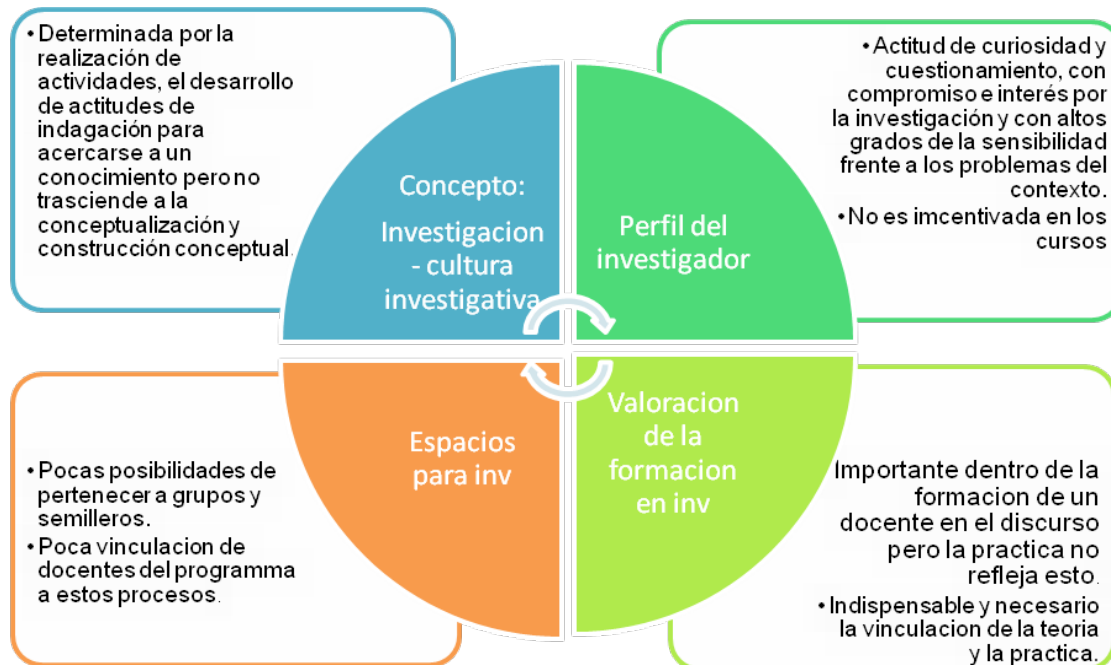 • Determinada por la
realización de
actividades, el desarrollo
de actitudes de
indagación para
acercarse a un
conocimiento pero no
trasciende a la
conceptualización y
construcción conceptual.
Concepto:
Investigacion
- cultura
investigativa
Perfil del
investigador
• Actitud de curiosidad y
cuestionamiento, con
compromiso e interés por
la investigación y con altos
grados de la sensibilidad
frente a los problemas del
contexto.
• No es imcentivada en los
cursos
• Pocas posibilidades de
pertenecer a grupos y
semilleros.
• Poca vinculacion de
docentes del programma
a estos procesos.
Espacios
para inv
Valoracion
de la
formacion
en inv
Importante dentro de la
formacion de un
docente en el discurso
pero la practica no
refleja esto.
• Indispensable y necesario
la vinculacion de la teoria
y la practica.